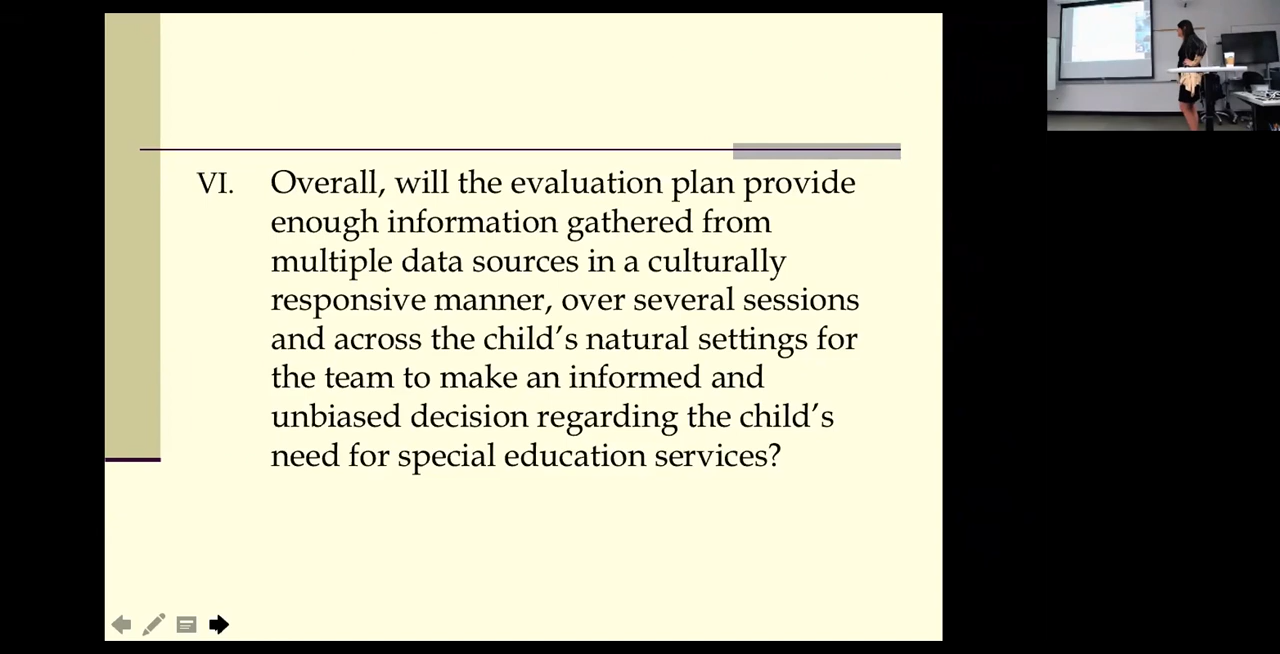 VI. Overall, will the evaluation plan provide
enough information gathered from
multiple data sources in a culturally
responsive manner, over several sessions
and across the child’s natural settings for
the team to make an informed and
unbiased decision regarding the child’s
need for special education services?